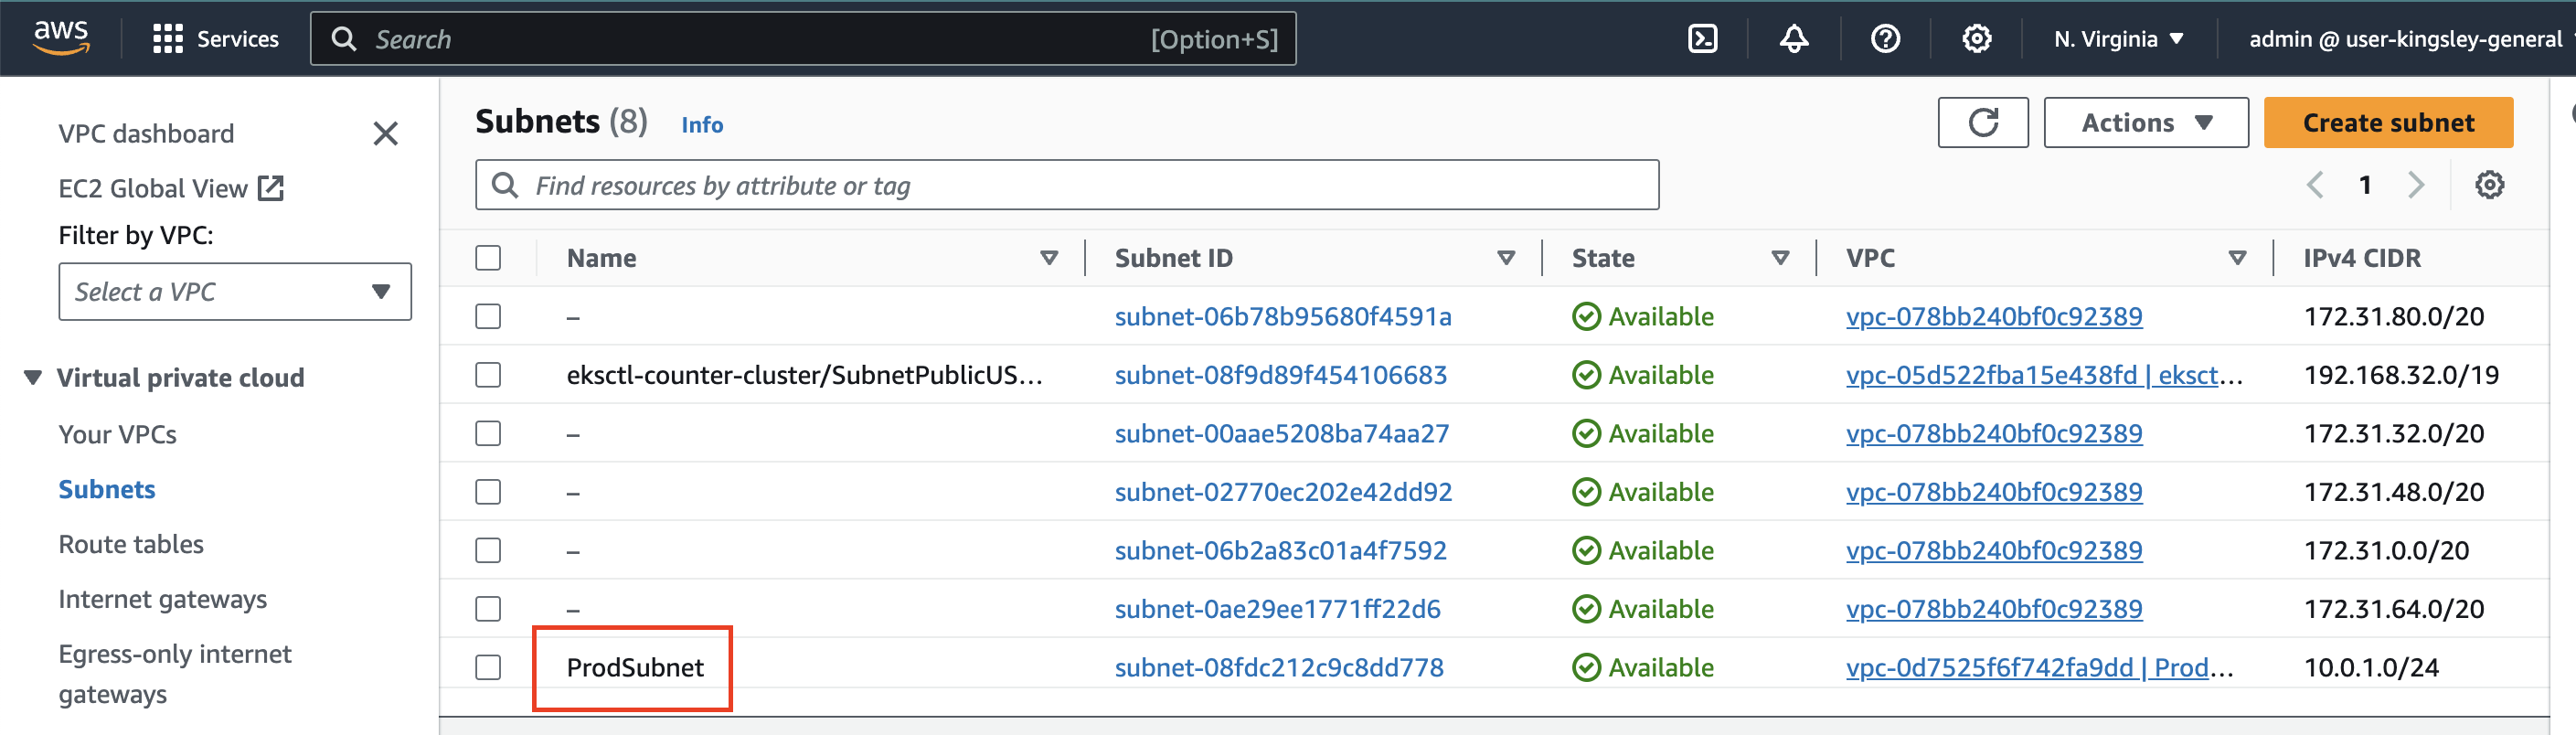 aws
Services
Search
[Option+S]
N. Virginia
admin @ user-kingsley-general
VPC dashboard
EC2 Global View
Filter by VPC:
Select a VPC
Virtual private cloud
Your VPCs
Subnets
Route tables
Internet gateways
Egress-only internet
gateways
Subnets (8) Info
Actions
Create subnet
Find resources by attribute or tag
1
Name Subnet ID State VPC IPv4 CIDR
– subnet-06b78b95680f4591a Available vpc-078bb240bf0c92389 172.31.80.0/20
eksctl-counter-cluster/SubnetPublicUS... subnet-08f9d89f454106683 Available vpc-05d522fba15e438fd | eksct... 192.168.32.0/19
– subnet-00aae5208ba74aa27 Available vpc-078bb240bf0c92389 172.31.32.0/20
– subnet-02770ec202e42dd92 Available vpc-078bb240bf0c92389 172.31.48.0/20
– subnet-06b2a83c01a4f7592 Available vpc-078bb240bf0c92389 172.31.0.0/20
– subnet-0ae29ee1771ff22d6 Available vpc-078bb240bf0c92389 172.31.64.0/20
ProdSubnet subnet-08fdc212c9c8dd778 Available vpc-0d7525f6f742fa9dd | Prod... 10.0.1.0/24